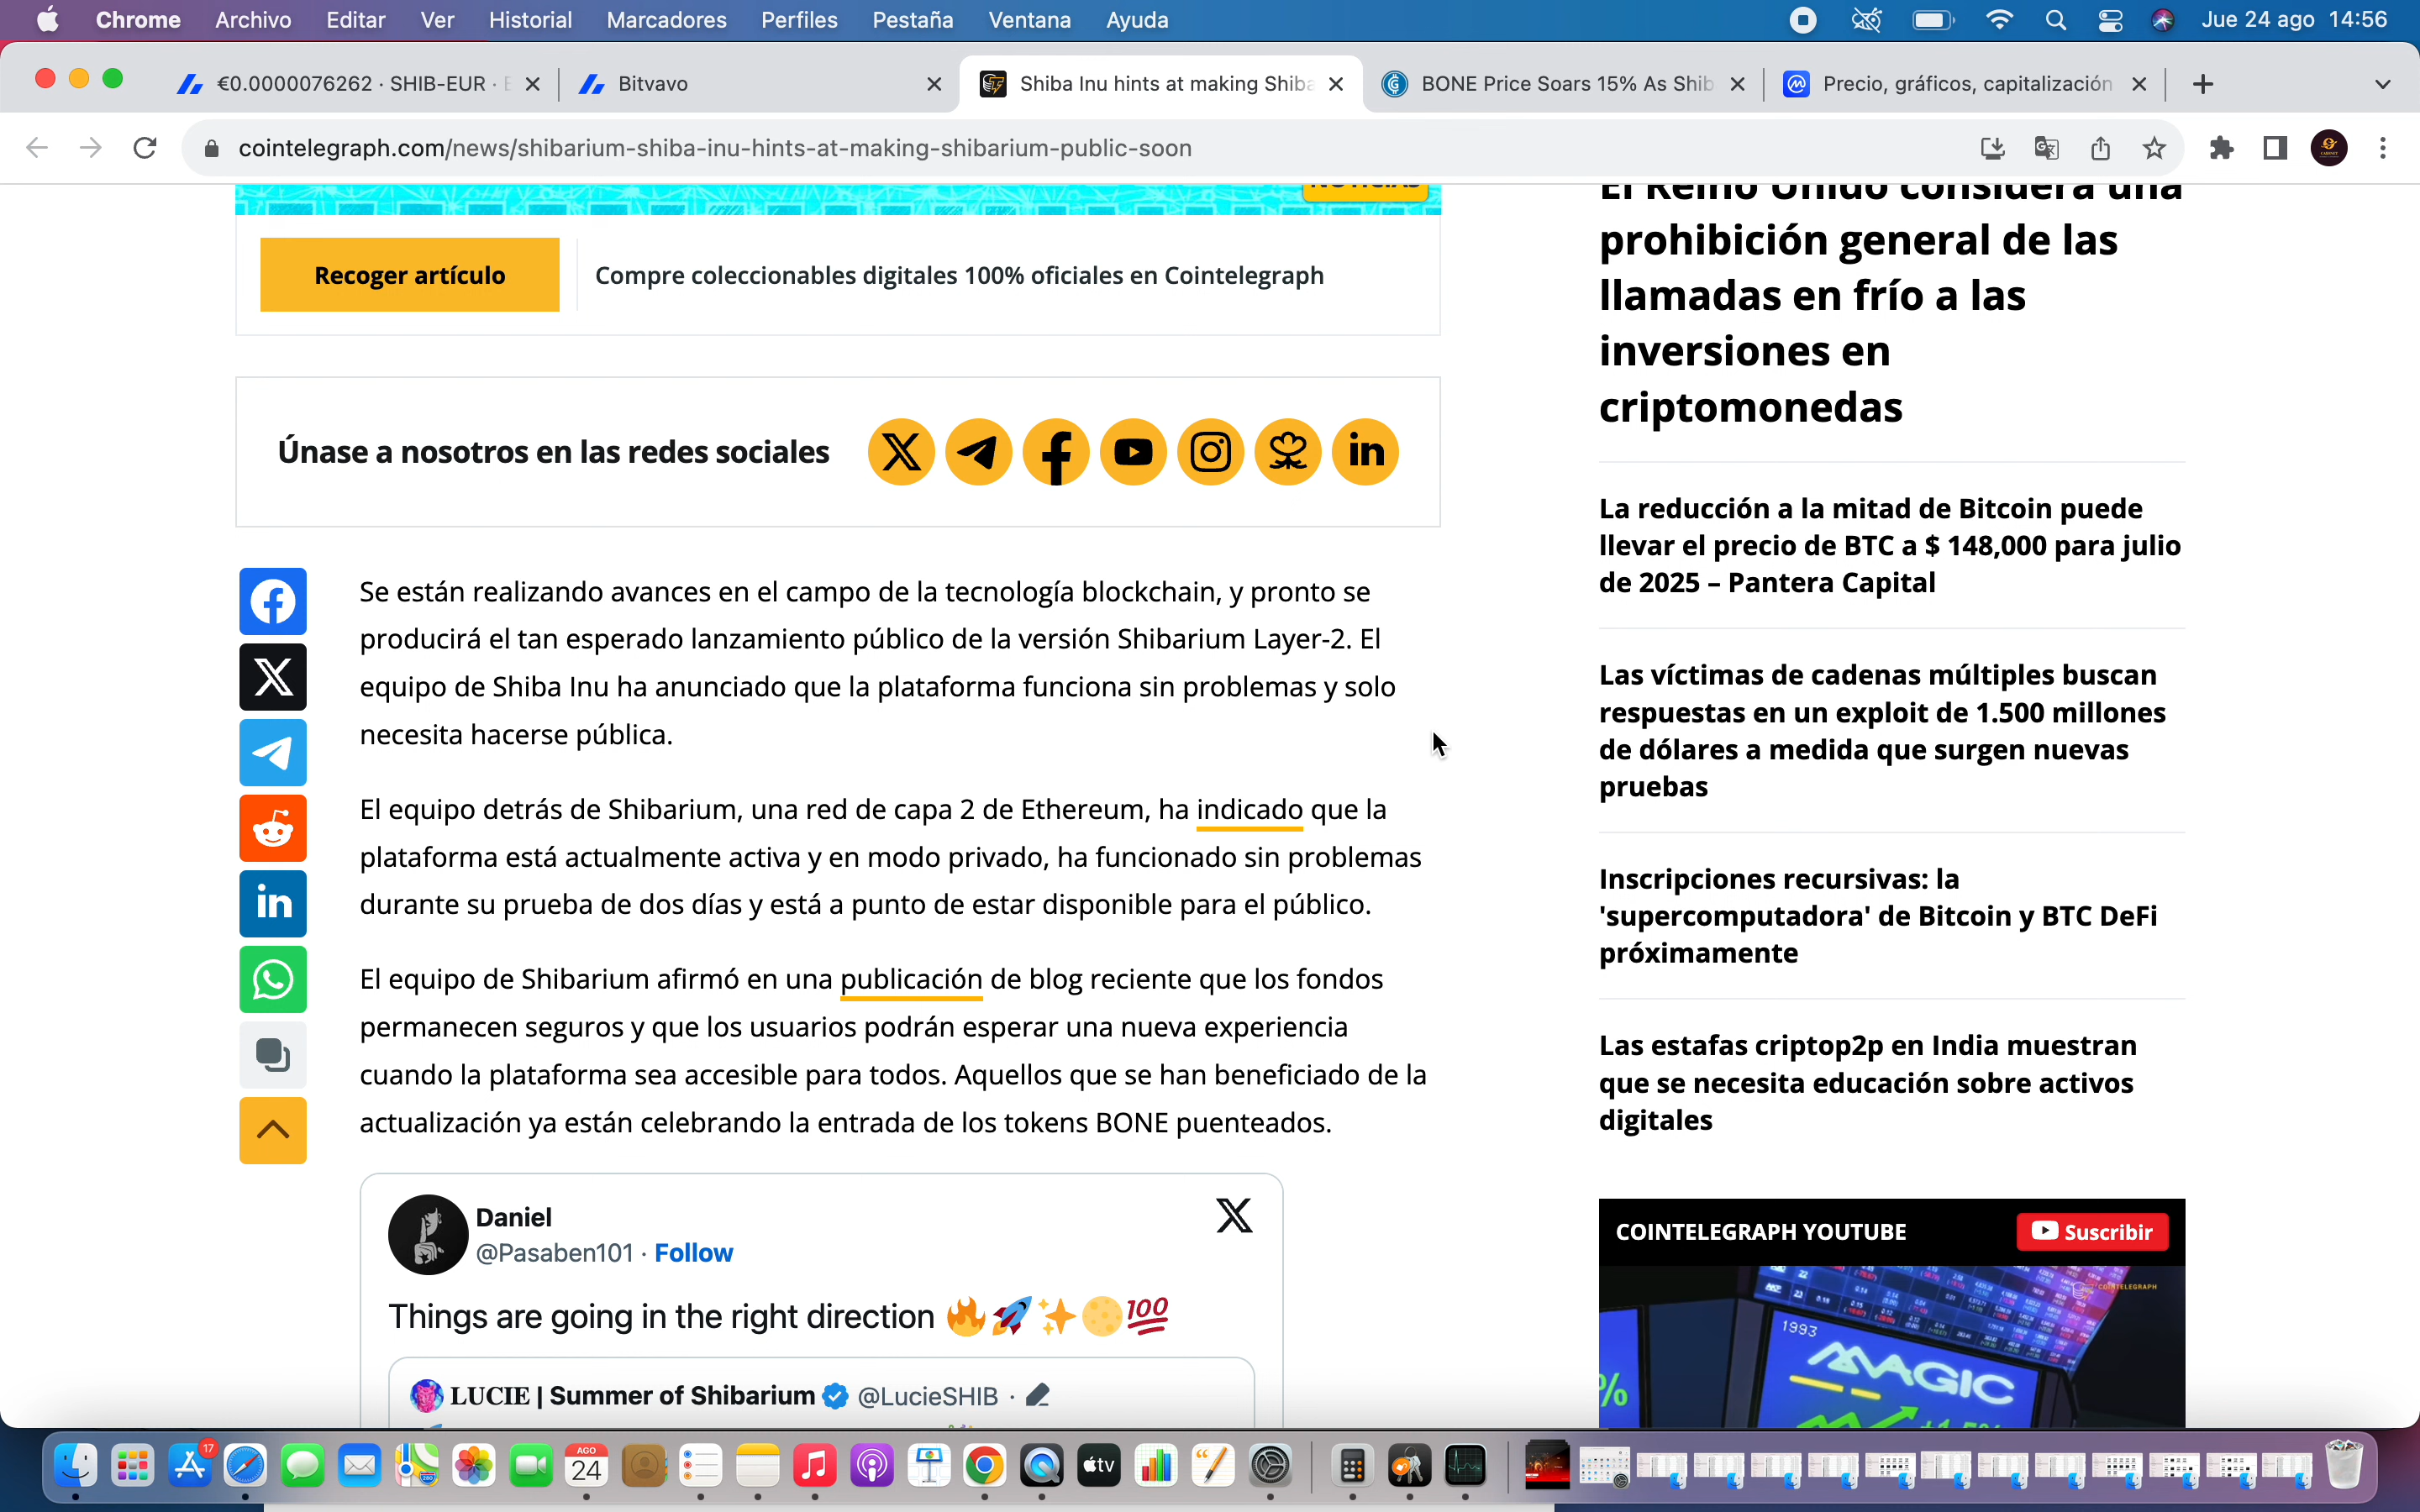 Chrome Archivo Editar Ver Historial Marcadores Perfiles Pestaña Ventana Ayuda Jue 24 ago 14:56
€0.0000076262 · SHIB-EUR · Bitvavo Shiba Inu hints at making Shiba BONE Price Soars 15% As Shib Precio, gráficos, capitalización
cointelegraph.com/news/shibarium-shiba-inu-hints-at-making-shibarium-public-soon
NOTICIAS
Recoger artículo
Compre coleccionables digitales 100% oficiales en Cointelegraph
Únase a nosotros en las redes sociales
Se están realizando avances en el campo de la tecnología blockchain, y pronto se
producirá el tan esperado lanzamiento público de la versión Shibarium Layer-2. El
equipo de Shiba Inu ha anunciado que la plataforma funciona sin problemas y solo
necesita hacerse pública.
El equipo detrás de Shibarium, una red de capa 2 de Ethereum, ha indicado que la
plataforma está actualmente activa y en modo privado, ha funcionado sin problemas
durante su prueba de dos días y está a punto de estar disponible para el público.
El equipo de Shibarium afirmó en una publicación de blog reciente que los fondos
permanecen seguros y que los usuarios podrán esperar una nueva experiencia
cuando la plataforma sea accesible para todos. Aquellos que se han beneficiado de la
actualización ya están celebrando la entrada de los tokens BONE puenteados.
Daniel
@Pasaben101 · Follow
Things are going in the right direction 🔥🚀✨🌕💯
LUCIE | Summer of Shibarium @LucieSHIB ·
El Reino Unido considera una
prohibición general de las
llamadas en frío a las
inversiones en
criptomonedas
La reducción a la mitad de Bitcoin puede
llevar el precio de BTC a $ 148,000 para julio
de 2025 – Pantera Capital
Las víctimas de cadenas múltiples buscan
respuestas en un exploit de 1.500 millones
de dólares a medida que surgen nuevas
pruebas
Inscripciones recursivas: la
'supercomputadora' de Bitcoin y BTC DeFi
próximamente
Las estafas criptop2p en India muestran
que se necesita educación sobre activos
digitales
COINTELEGRAPH YOUTUBE
Suscribir
COINTELEGRAPH
1993
MAGIC
17
AGO
24
tv